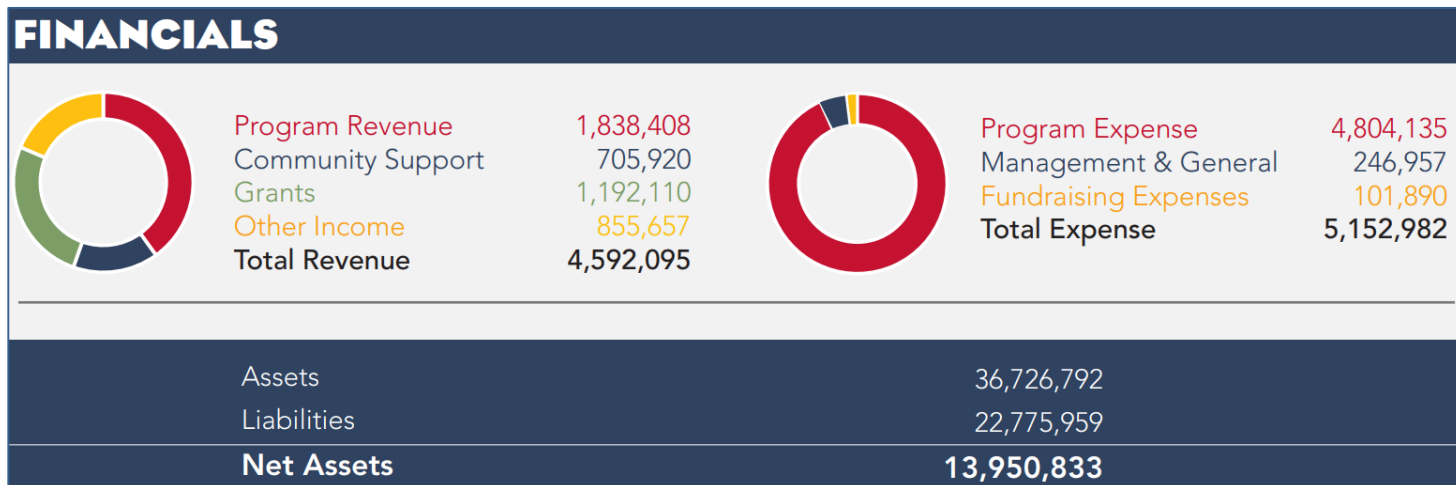 FINANCIALS
Program Revenue 1,838,408
Community Support 705,920
Grants 1,192,110
Other Income 855,657
Total Revenue 4,592,095
Program Expense 4,804,135
Management & General 246,957
Fundraising Expenses 101,890
Total Expense 5,152,982
Assets 36,726,792
Liabilities 22,775,959
Net Assets 13,950,833